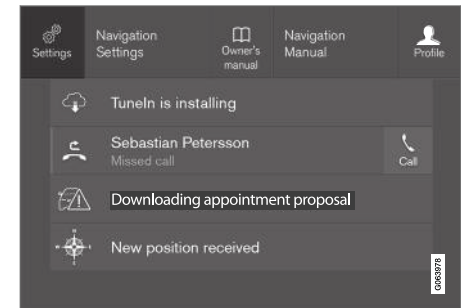 Settings
Navigation
Settings
Owner's
manual
Navigation
Manual
Profile
TuneIn is installing
Sebastian Petersson
Missed call
Call
Downloading appointment proposal
New position received
G063978